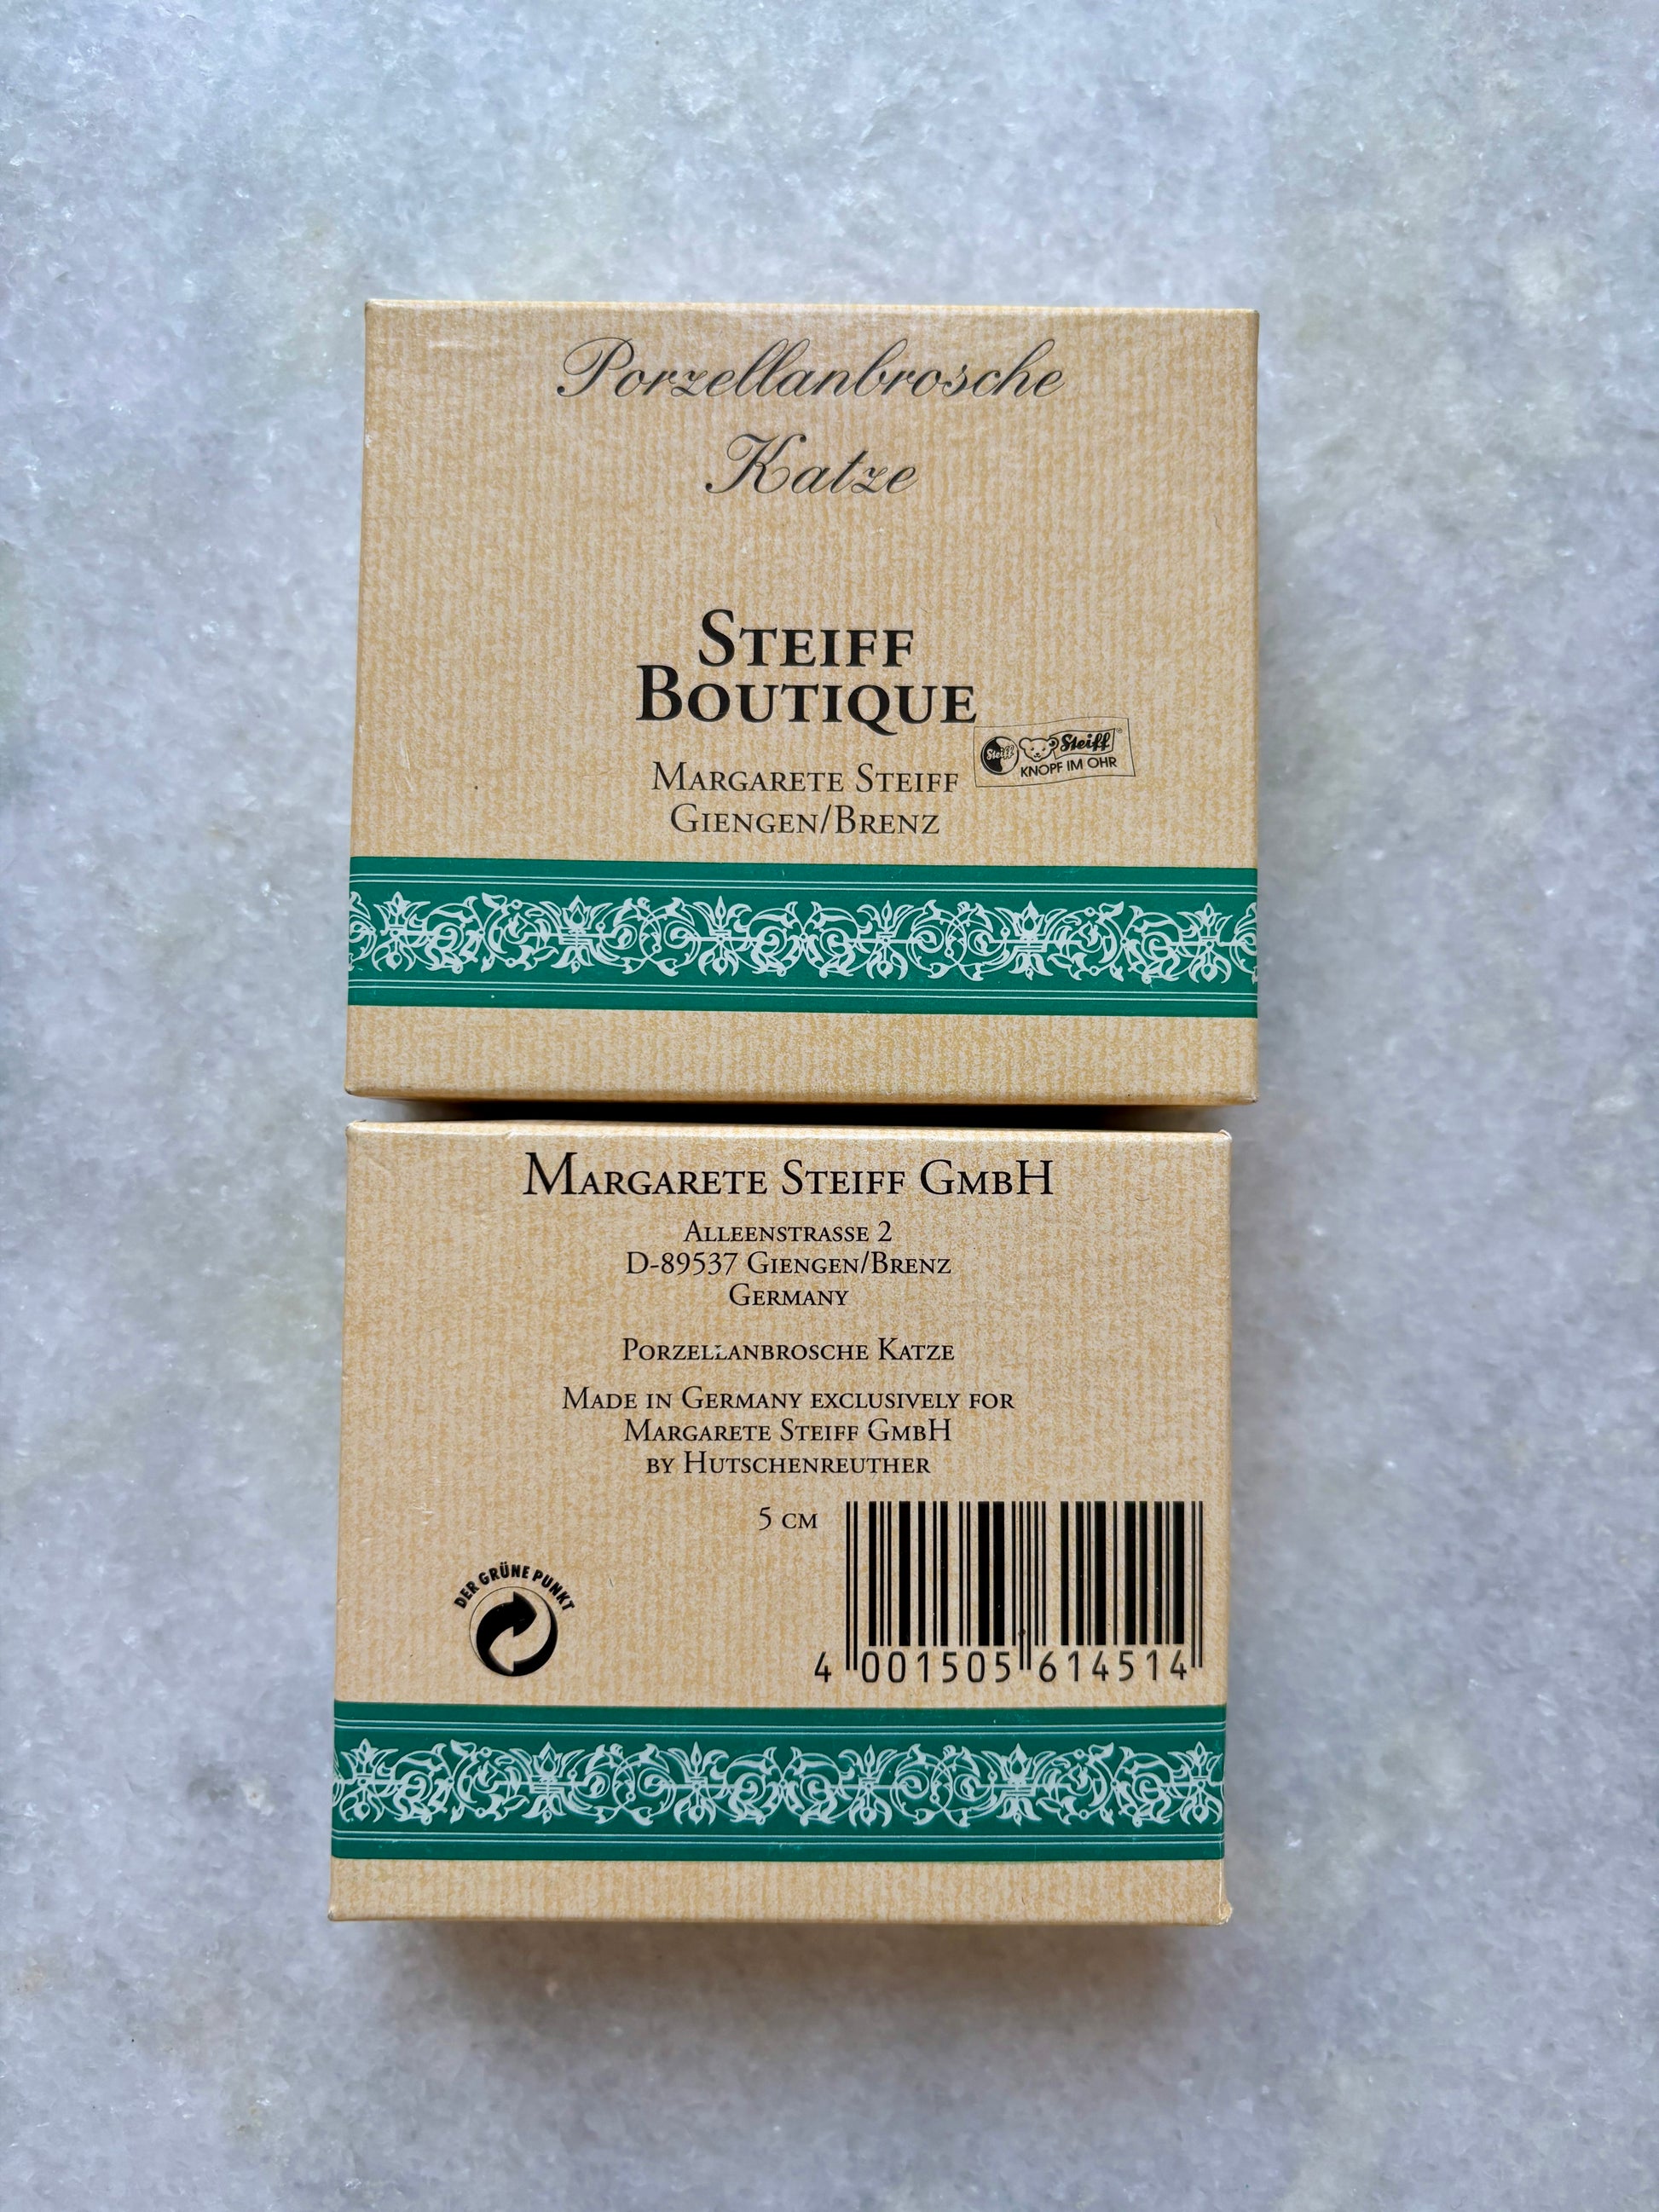 Porzellanbrosche
Katze
STEIFF
BOUTIQUE
Steiff
Steiff®
KNOPF IM OHR
MARGARETE STEIFF
GIENGEN/BRENZ
MARGARETE STEIFF GMBH
ALLEENSTRASSE 2
D-89537 GIENGEN/BRENZ
GERMANY
PORZELLANBROSCHE KATZE
MADE IN GERMANY EXCLUSIVELY FOR
MARGARETE STEIFF GMBH
BY HUTSCHENREUTHER
5 CM
DER GRÜNE PUNKT
4 001505 614514